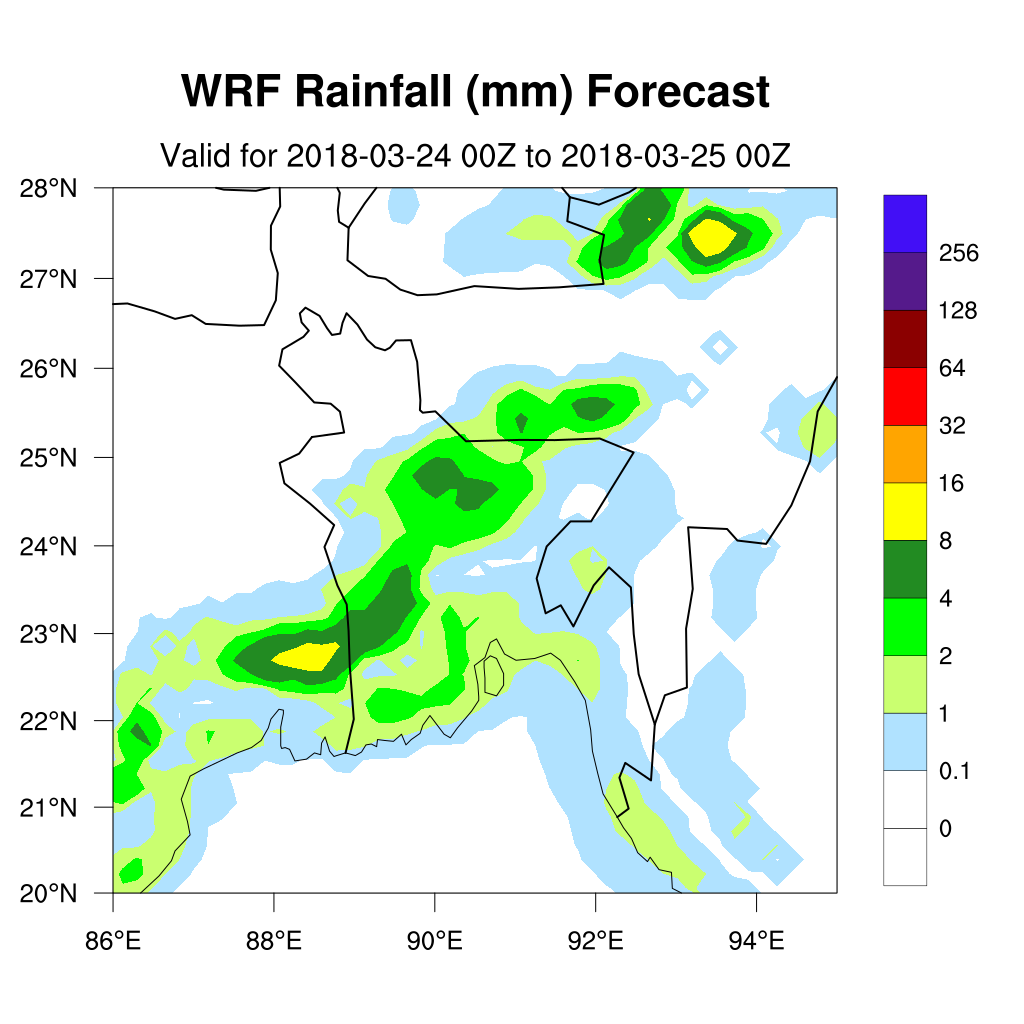 WRF Rainfall (mm) Forecast
Valid for 2018-03-24 00Z to 2018-03-25 00Z
28°N
27°N
26°N
25°N
24°N
23°N
22°N
21°N
20°N
86°E 88°E 90°E 92°E 94°E
256
128
64
32
16
8
4
2
1
0.1
0